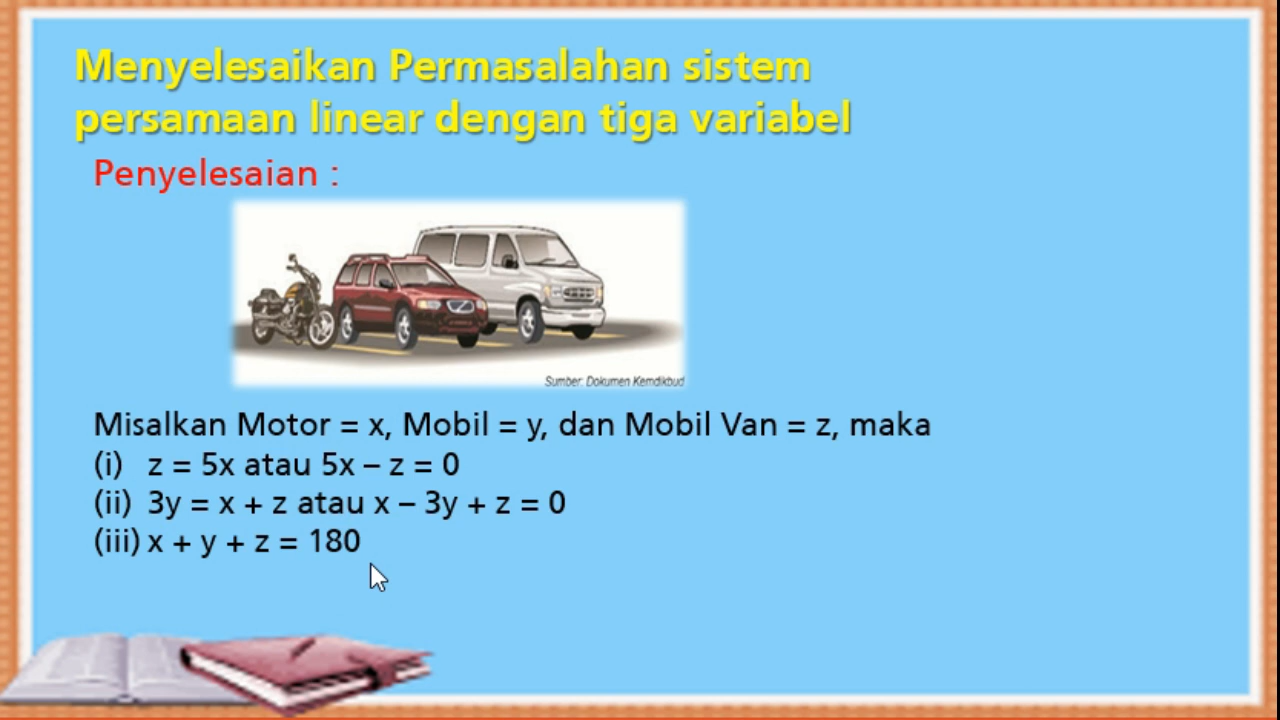 Menyelesaikan Permasalahan sistem
persamaan linear dengan tiga variabel
Penyelesaian :
Sumber: Dokumen Kemdikbud
Misalkan Motor = x, Mobil = y, dan Mobil Van = z, maka
(i) z = 5x atau 5x – z = 0
(ii) 3y = x + z atau x – 3y + z = 0
(iii) x + y + z = 180